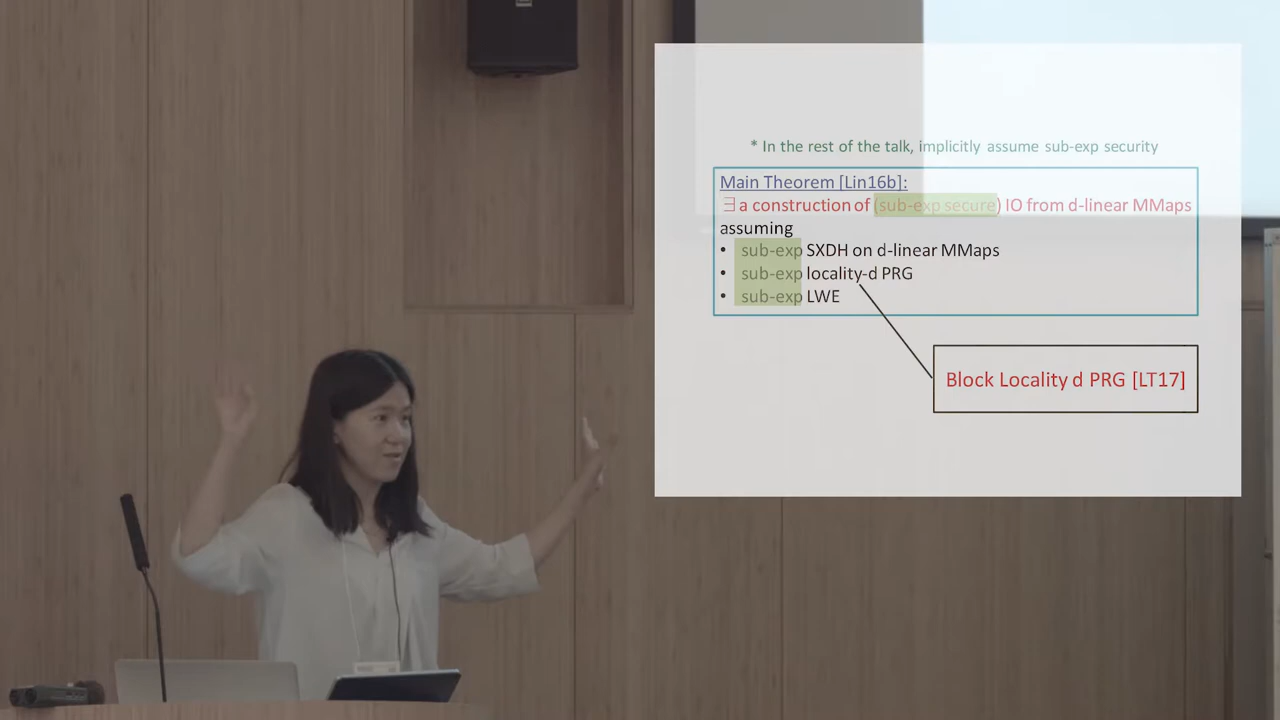 * In the rest of the talk, implicitly assume sub-exp security
Main Theorem [Lin16b]:
∃ a construction of (sub-exp secure) IO from d-linear MMaps
assuming
• sub-exp SXDH on d-linear MMaps
• sub-exp locality-d PRG
• sub-exp LWE
Block Locality d PRG [LT17]